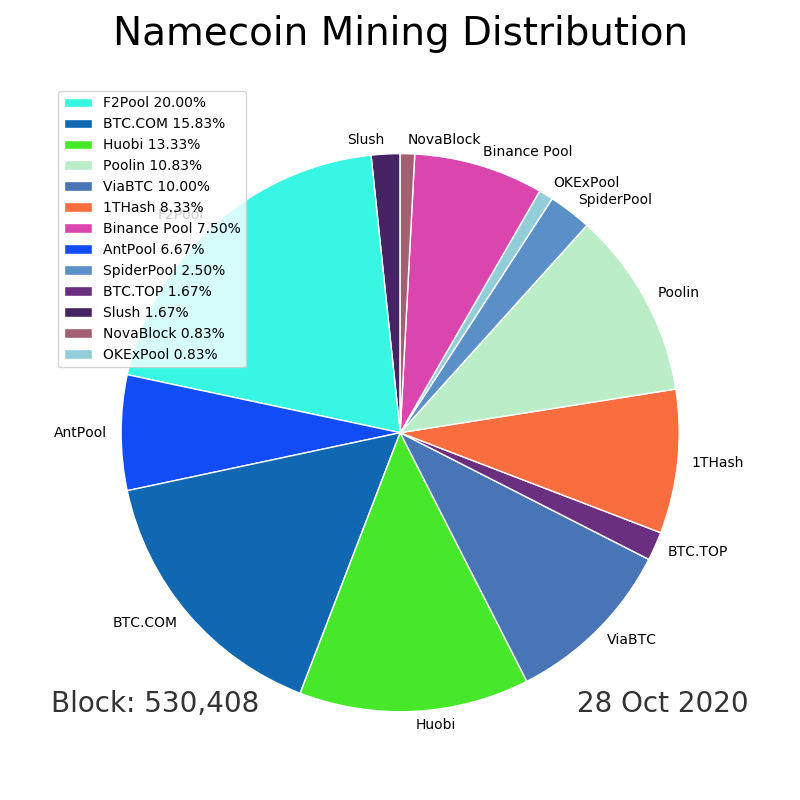 Namecoin Mining Distribution
F2Pool 20.00%
BTC.COM 15.83%
Huobi 13.33%
Poolin 10.83%
ViaBTC 10.00%
1THash 8.33%
Binance Pool 7.50%
AntPool 6.67%
SpiderPool 2.50%
BTC.TOP 1.67%
Slush 1.67%
NovaBlock 0.83%
OKExPool 0.83%
Slush
NovaBlock
Binance Pool
OKExPool
SpiderPool
F2Pool
Poolin
AntPool
1THash
BTC.TOP
BTC.COM
ViaBTC
Huobi
Block: 530,408
28 Oct 2020